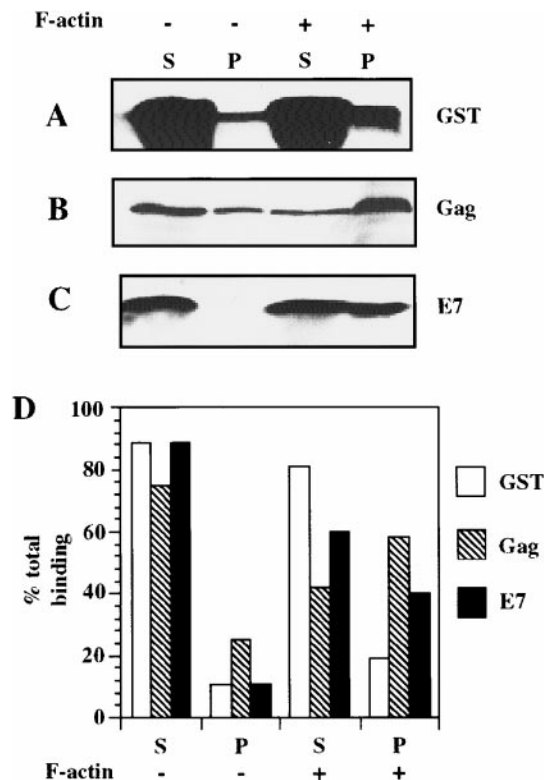 F-actin - - + +
S P S P
A GST
B Gag
C E7
D
100
80
60
40
20
0
% total
binding
GST
Gag
E7
S P S P
F-actin - - + +